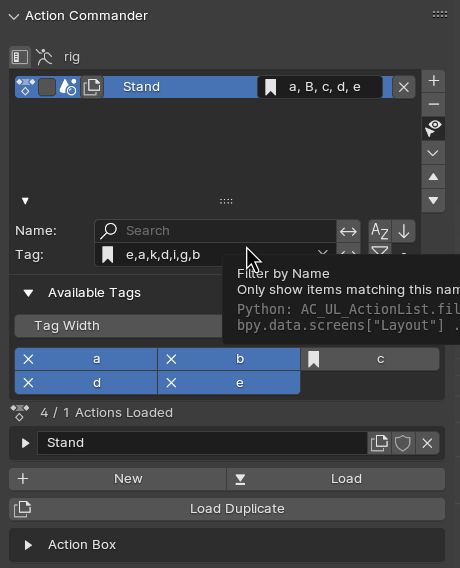 Action Commander
rig
Stand a, B, c, d, e
Name: Search
Tag: e,a,k,d,i,g,b
Filter by Name
Only show items matching this nam
Python: AC_UL_ActionList.fil
bpy.data.screens["Layout"] .
Available Tags
Tag Width
a b c
d e
4 / 1 Actions Loaded
Stand
New Load
Load Duplicate
Action Box